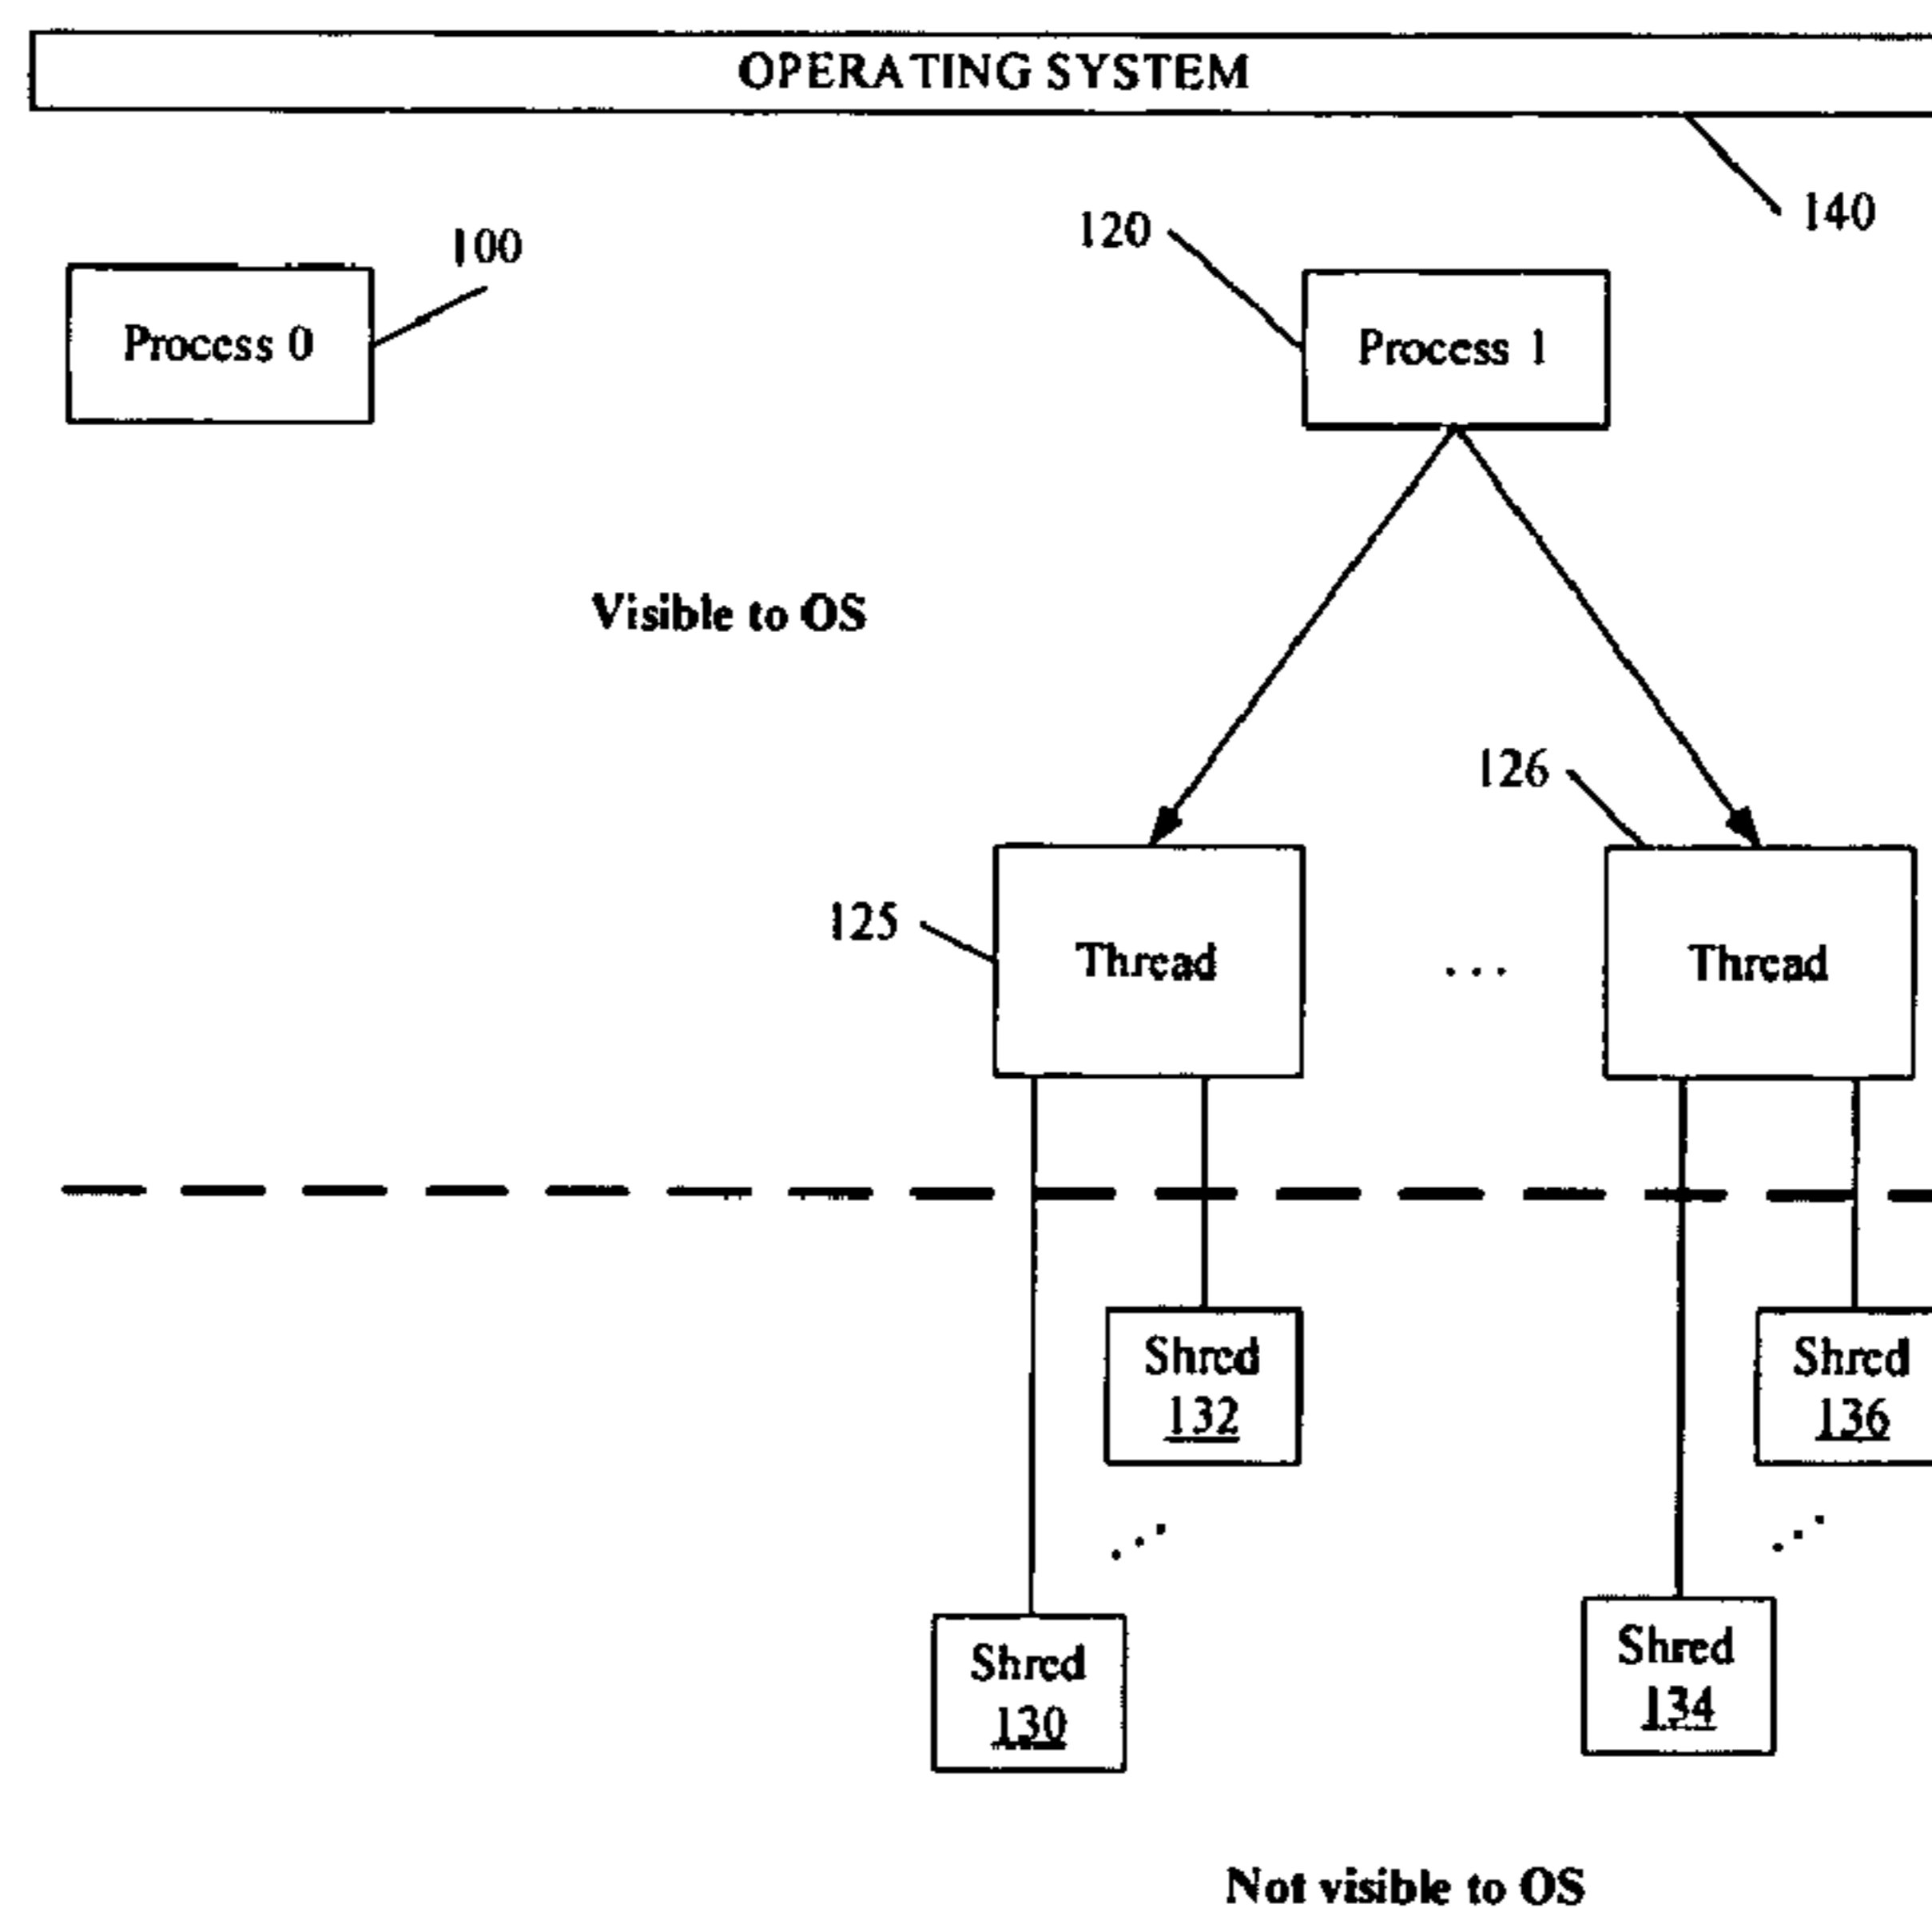 OPERATING SYSTEM
140
100
120
Process 0
Process 1
Visible to OS
126
125
Thread
. . .
Thread
Shred
132
Shred
136
. . .
. . .
Shred
130
Shred
134
Not visible to OS